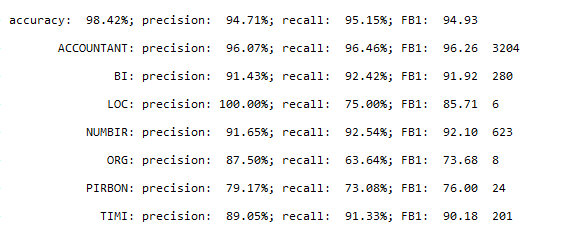 accuracy: 98.42%; precision: 94.71%; recall: 95.15%; FB1: 94.93
ACCOUNTANT: precision: 96.07%; recall: 96.46%; FB1: 96.26 3204
BI: precision: 91.43%; recall: 92.42%; FB1: 91.92 280
LOC: precision: 100.00%; recall: 75.00%; FB1: 85.71 6
NUMBIR: precision: 91.65%; recall: 92.54%; FB1: 92.10 623
ORG: precision: 87.50%; recall: 63.64%; FB1: 73.68 8
PIRBON: precision: 79.17%; recall: 73.08%; FB1: 76.00 24
TIMI: precision: 89.05%; recall: 91.33%; FB1: 90.18 201